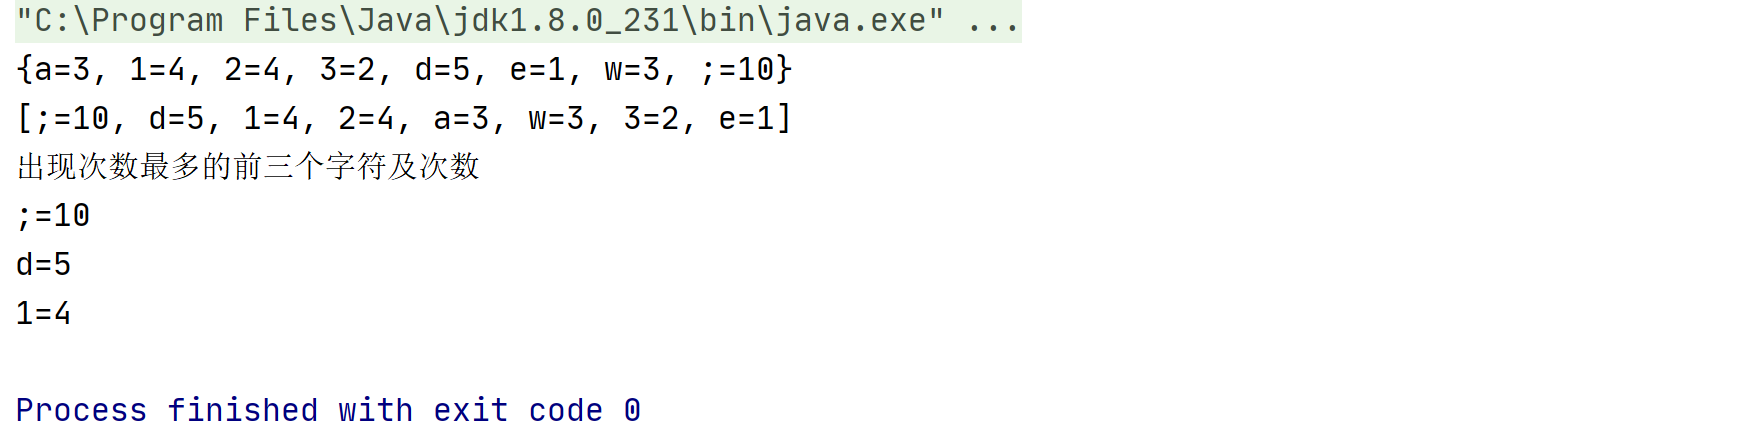 "C:\Program Files\Java\jdk1.8.0_231\bin\java.exe" ...
{a=3, 1=4, 2=4, 3=2, d=5, e=1, w=3, ;=10}
[;=10, d=5, 1=4, 2=4, a=3, w=3, 3=2, e=1]
出现次数最多的前三个字符及次数
;=10
d=5
1=4
Process finished with exit code 0